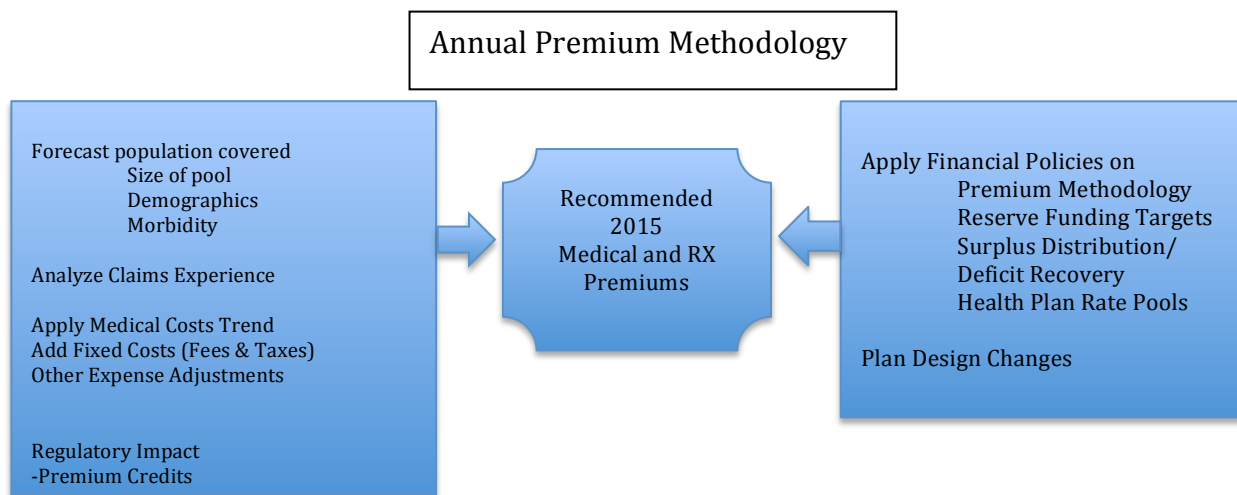 Annual Premium Methodology
Forecast population covered
Size of pool
Demographics
Morbidity
Analyze Claims Experience
Apply Medical Costs Trend
Add Fixed Costs (Fees & Taxes)
Other Expense Adjustments
Regulatory Impact
-Premium Credits
Recommended
2015
Medical and RX
Premiums
Apply Financial Policies on
Premium Methodology
Reserve Funding Targets
Surplus Distribution/
Deficit Recovery
Health Plan Rate Pools
Plan Design Changes